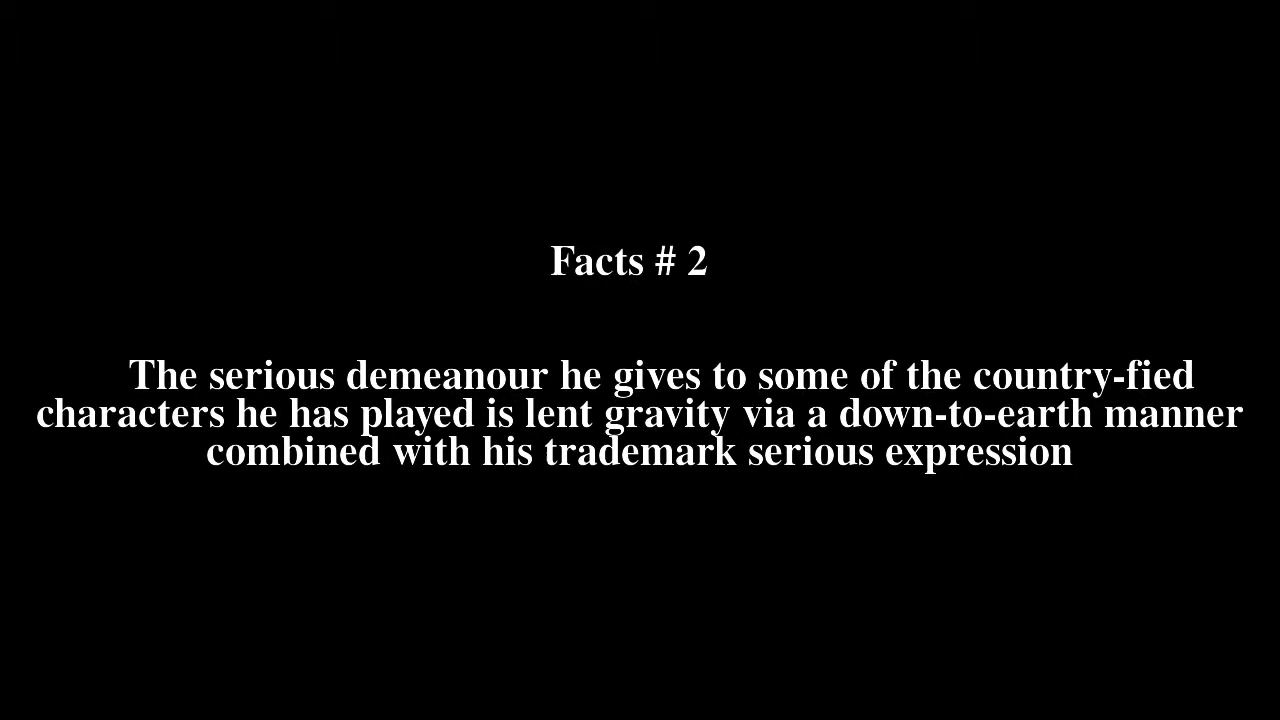 Facts # 2
The serious demeanour he gives to some of the country-fied
characters he has played is lent gravity via a down-to-earth manner
combined with his trademark serious expression